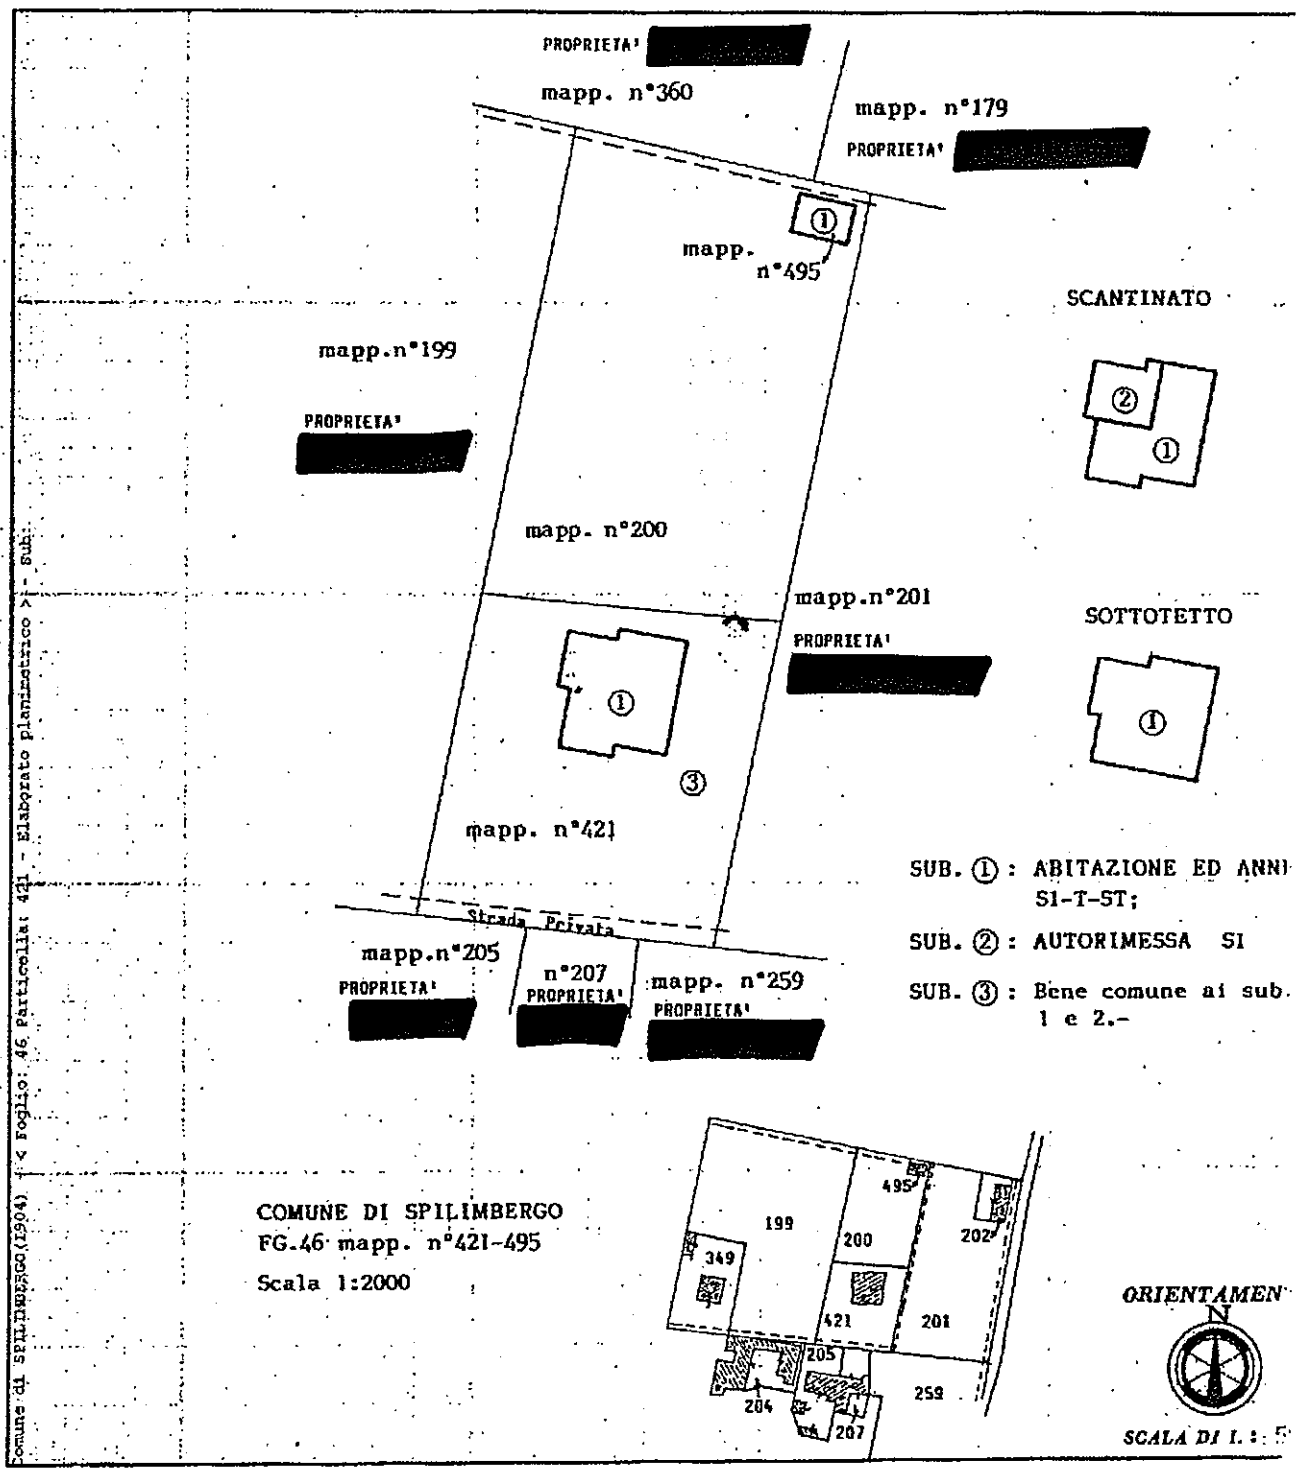 PROPRIETA'
mapp. n°360
mapp. n°179
PROPRIETA'
①
mapp.
n°495
SCANTINATO
mapp.n°199
②
PROPRIETA'
①
mapp. n°200
mapp.n°201
SOTTOTETTO
PROPRIETA'
①
①
③
mapp. n°421
SUB. ① : ABITAZIONE ED ANNI
S1-T-ST;
Strada Privata
SUB. ② : AUTORIMESSA S1
mapp.n°205
n°207
mapp. n°259
PROPRIETA'
PROPRIETA'
PROPRIETA'
SUB. ③ : Bene comune ai sub.
1 e 2.-
495
199
200
202
349
421
201
205
259
204
207
COMUNE DI SPILIMBERGO
FG.46 mapp. n°421-495
Scala 1:2000
ORIENTAMEN
N
SCALA DI 1. : 5
Comune di SPILIMBERGO(I904) - < Foglio: 46 Particella: 421 - Elaborato planimetrico > - Sub: